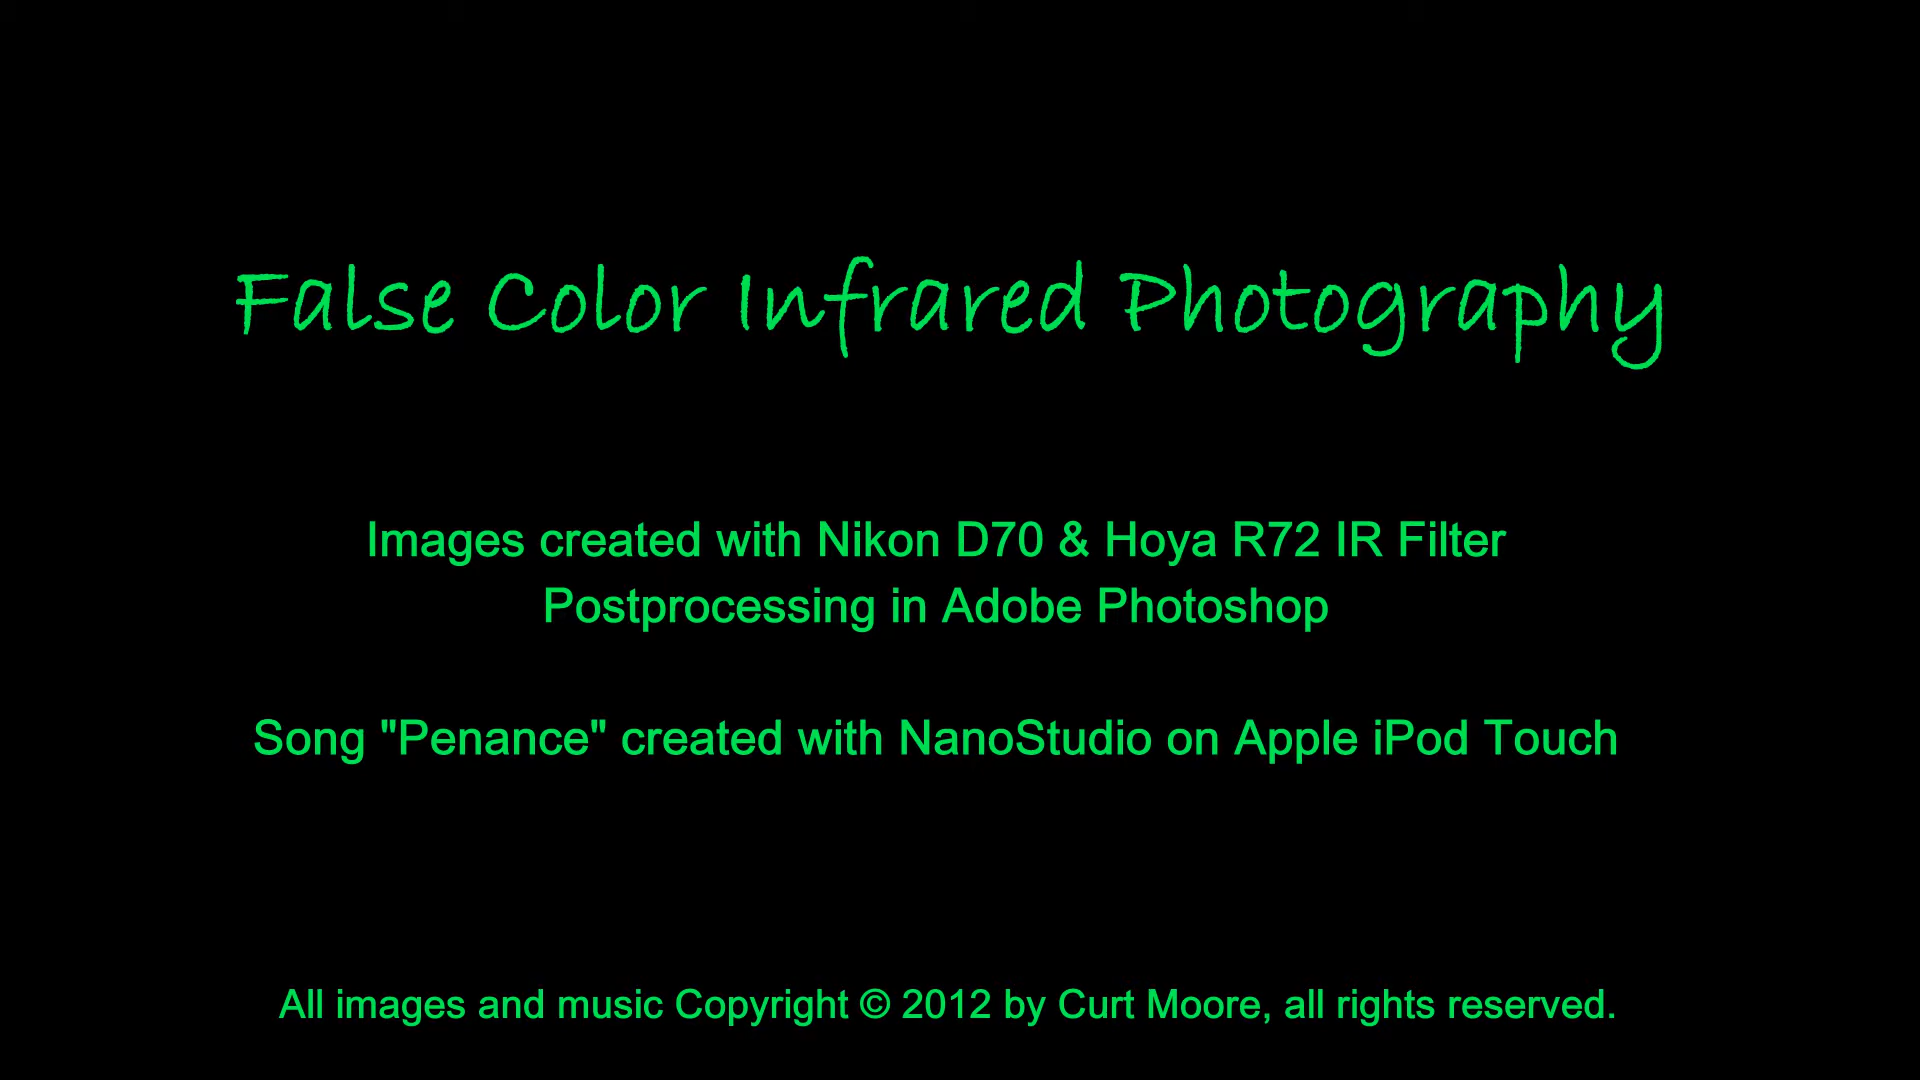 False Color Infrared Photography
Images created with Nikon D70 & Hoya R72 IR Filter
Postprocessing in Adobe Photoshop
Song "Penance" created with NanoStudio on Apple iPod Touch
All images and music Copyright © 2012 by Curt Moore, all rights reserved.